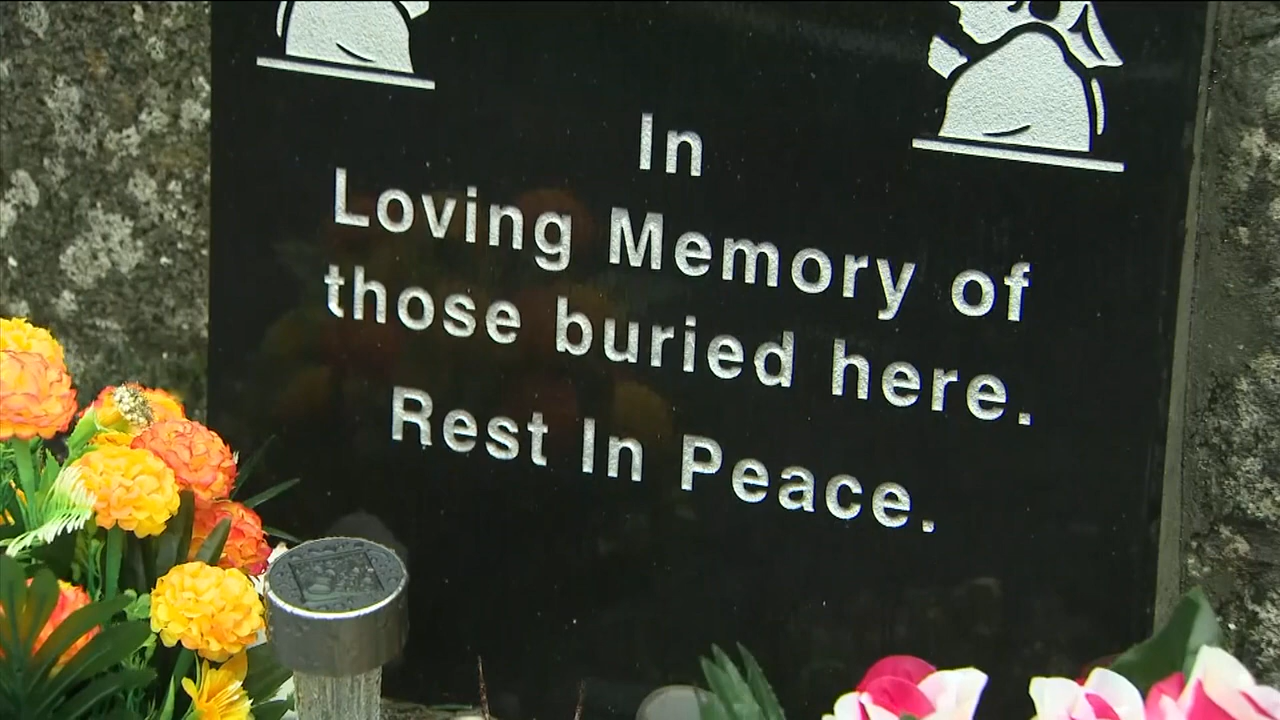 In
Loving Memory of
those buried here.
Rest In Peace.